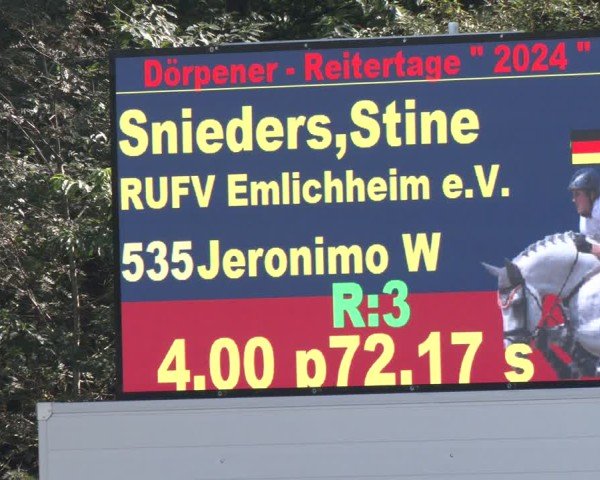 Dörpener - Reitertage " 2024 "
Snieders,Stine
RUFV Emlichheim e.V.
535Jeronimo W
R:3
4.00 p72.17 s